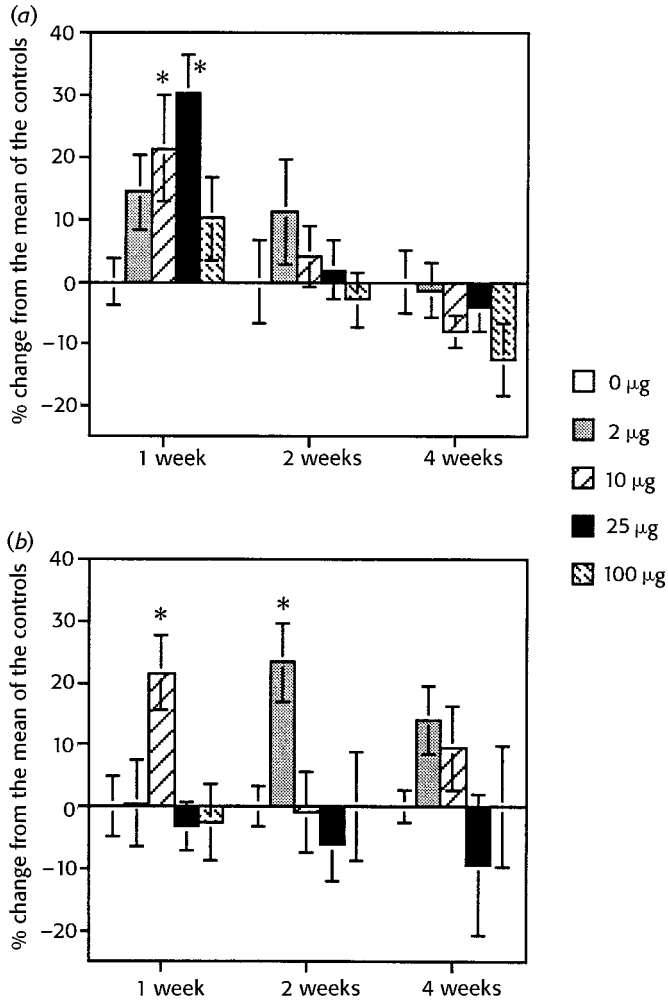 (a)
% change from the mean of the controls
40
30
20
10
0
−10
−20
* *
1 week 2 weeks 4 weeks
0 μg
2 μg
10 μg
25 μg
100 μg
(b)
% change from the mean of the controls
40
30
20
10
0
−10
−20
* *
1 week 2 weeks 4 weeks